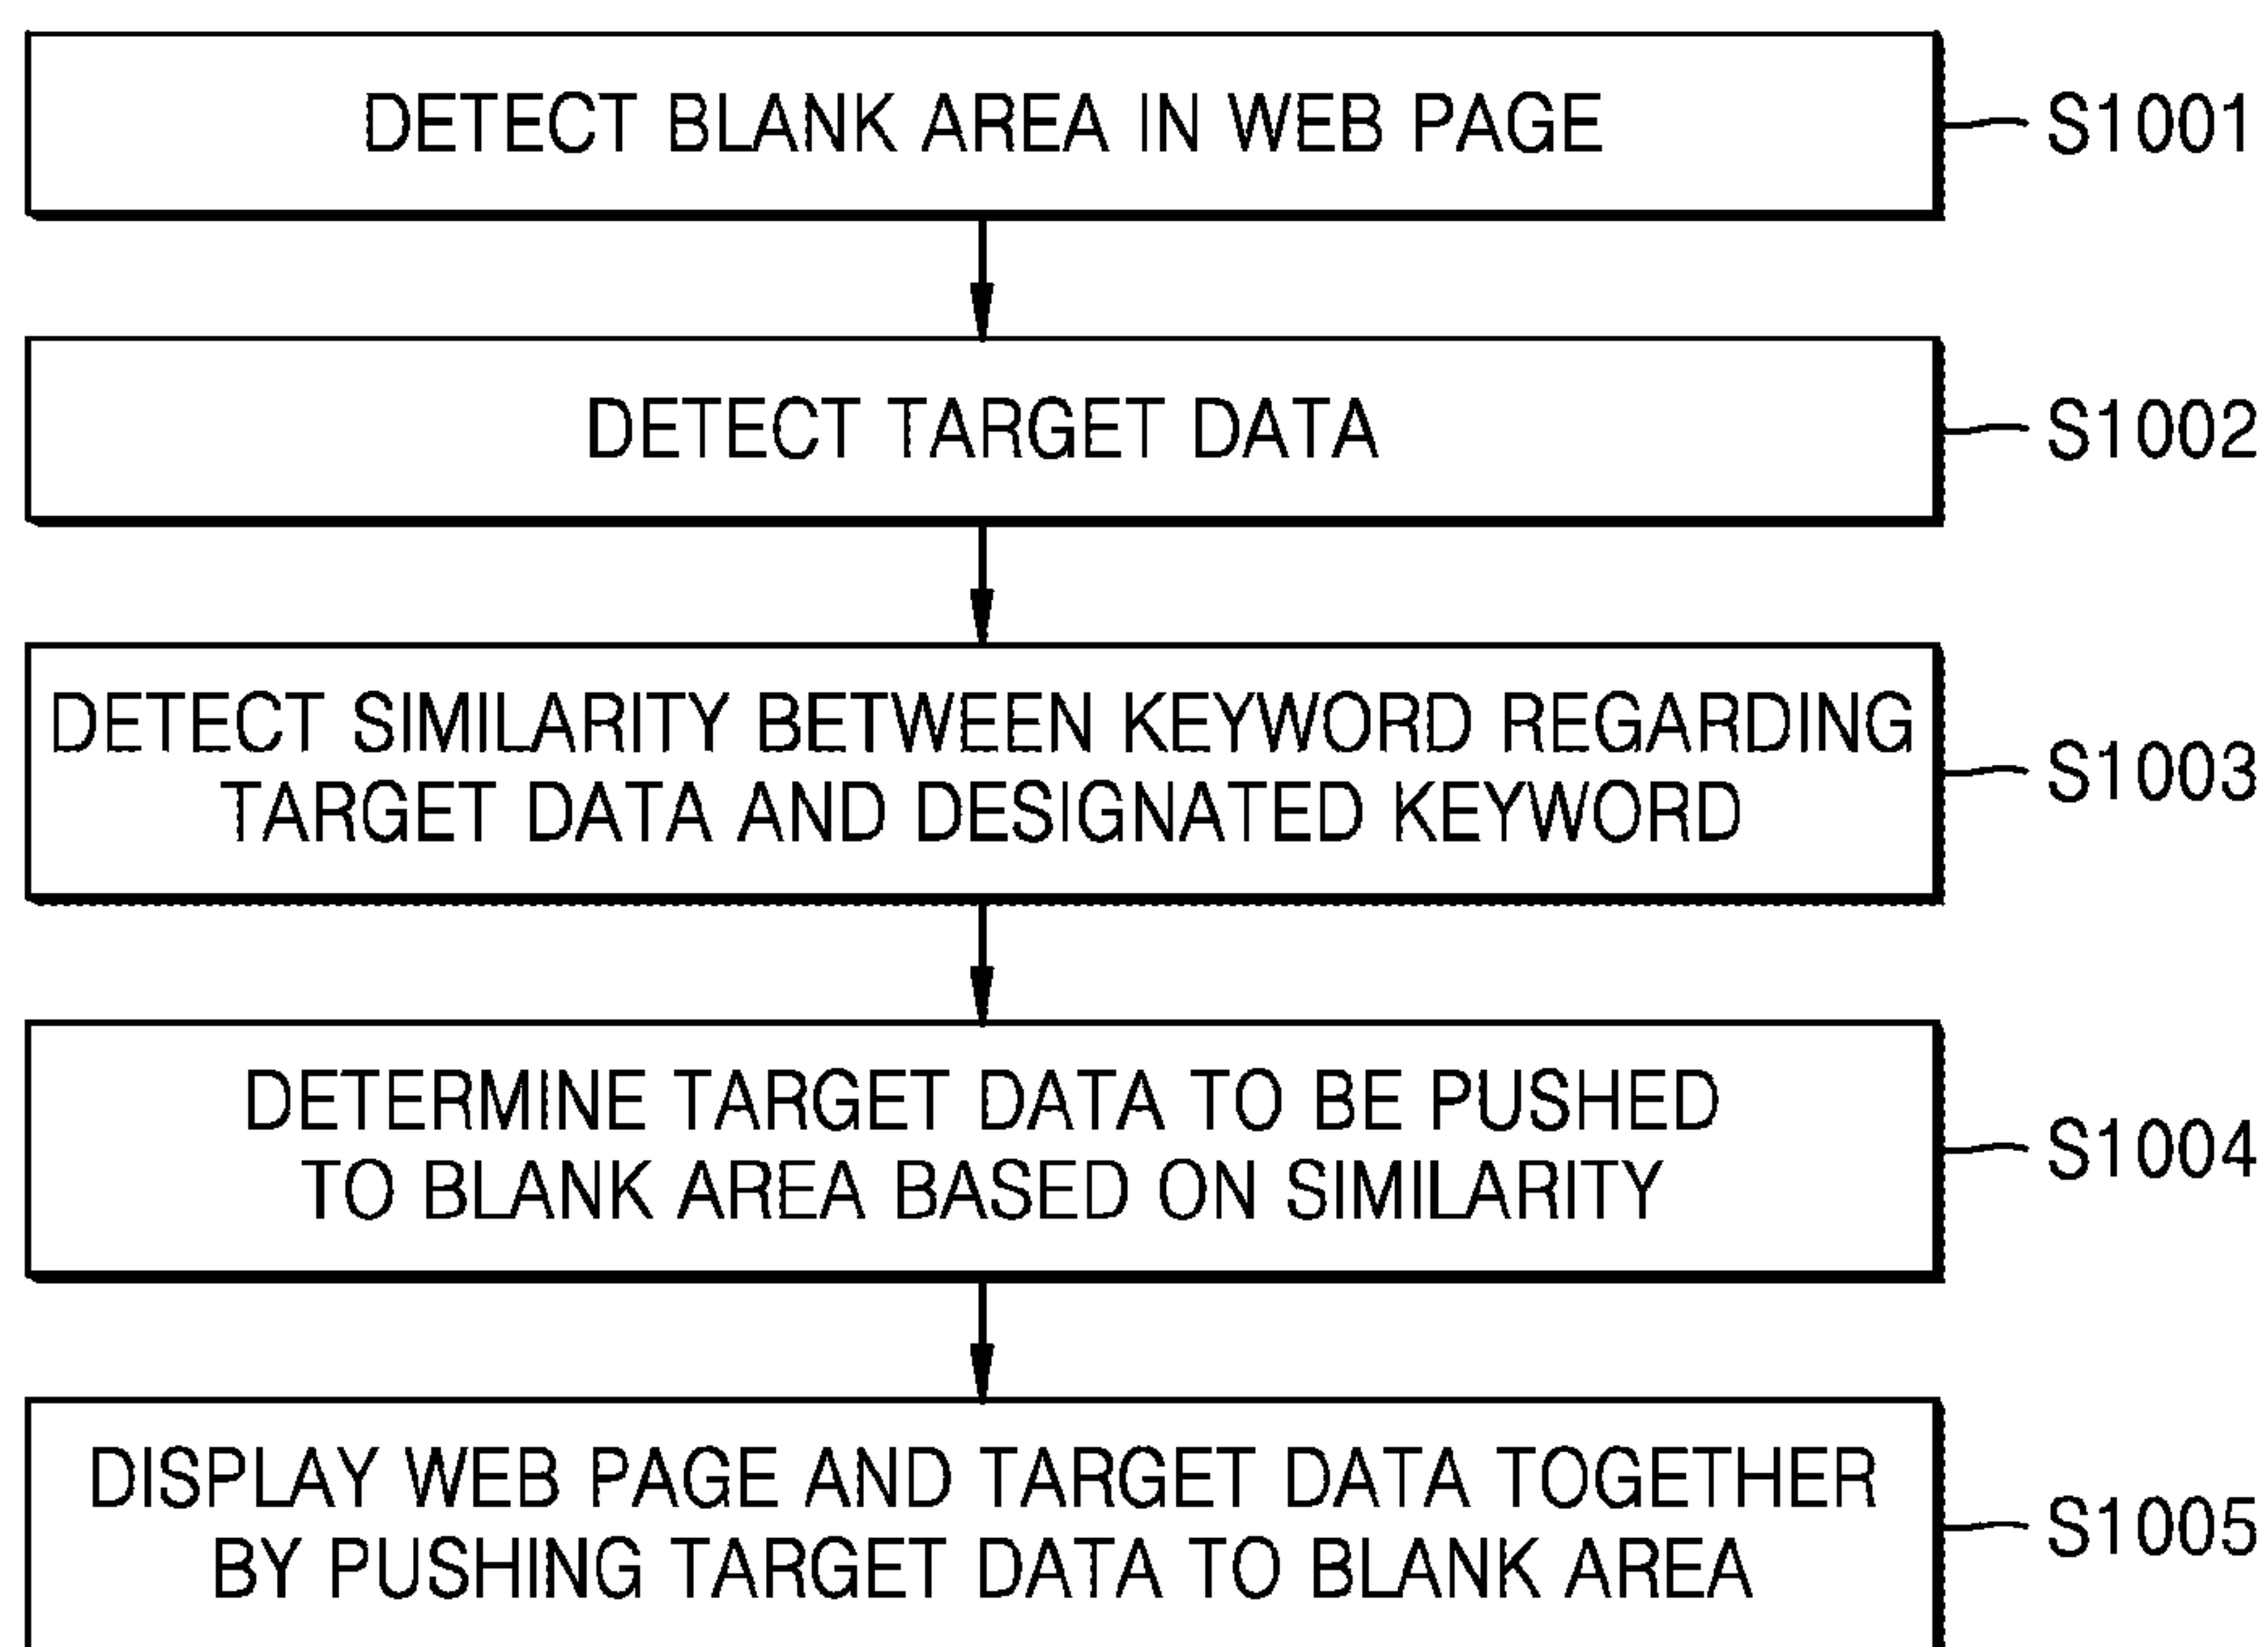 DETECT BLANK AREA IN WEB PAGE
S1001
DETECT TARGET DATA
S1002
DETECT SIMILARITY BETWEEN KEYWORD REGARDING
TARGET DATA AND DESIGNATED KEYWORD
S1003
DETERMINE TARGET DATA TO BE PUSHED
TO BLANK AREA BASED ON SIMILARITY
S1004
DISPLAY WEB PAGE AND TARGET DATA TOGETHER
BY PUSHING TARGET DATA TO BLANK AREA
S1005